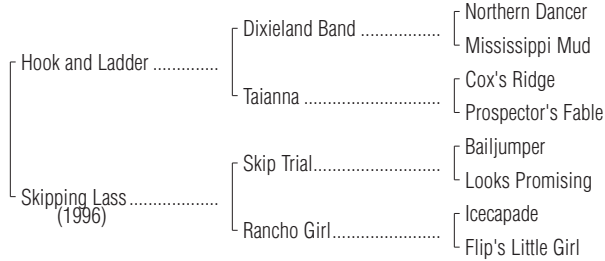 Northern Dancer
Dixieland Band ..................
Mississippi Mud
Hook and Ladder ..............
Cox's Ridge
Taianna ...............................
Prospector's Fable
Bailjumper
Skip Trial.............................
Looks Promising
Skipping Lass ...................
(1996)
Icecapade
Rancho Girl.........................
Flip's Little Girl